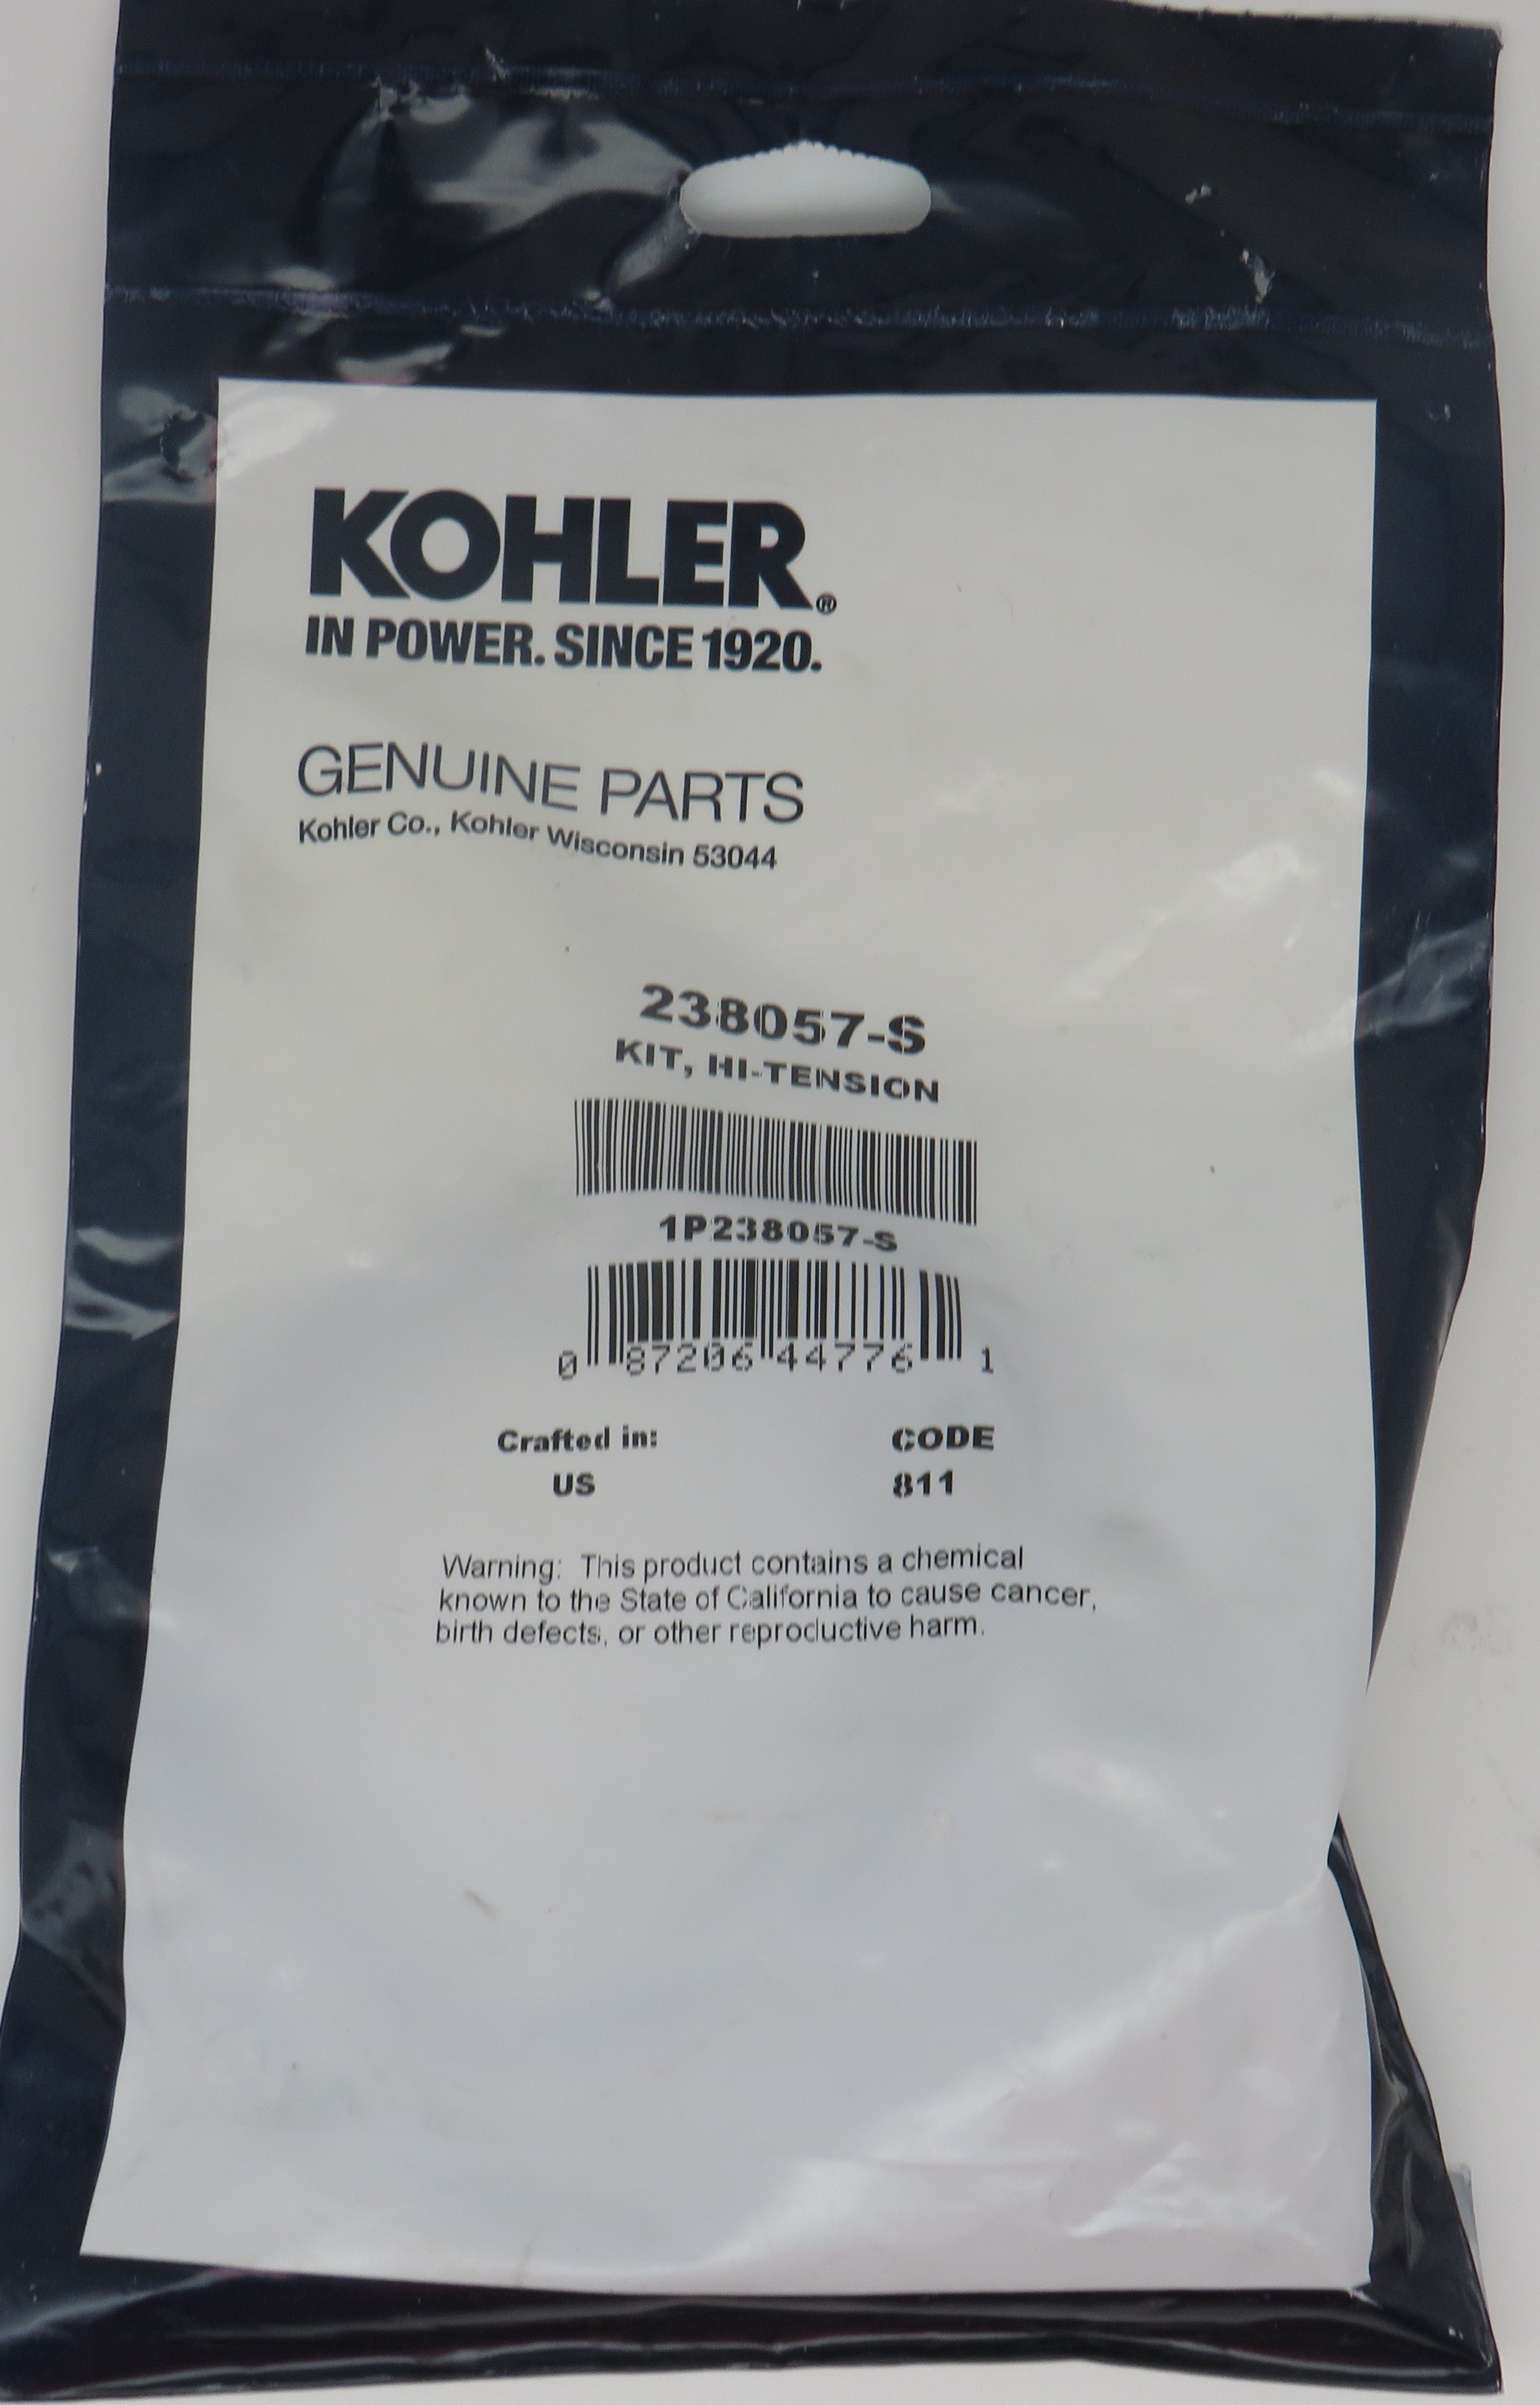 KOHLER®
IN POWER. SINCE 1920.
GENUINE PARTS
Kohler Co., Kohler Wisconsin 53044
238057-S
KIT, HI-TENSION
1P238057-S
0 87206 44776 1
Crafted in: CODE
US 811
Warning: This product contains a chemical
known to the State of California to cause cancer,
birth defects, or other reproductive harm.